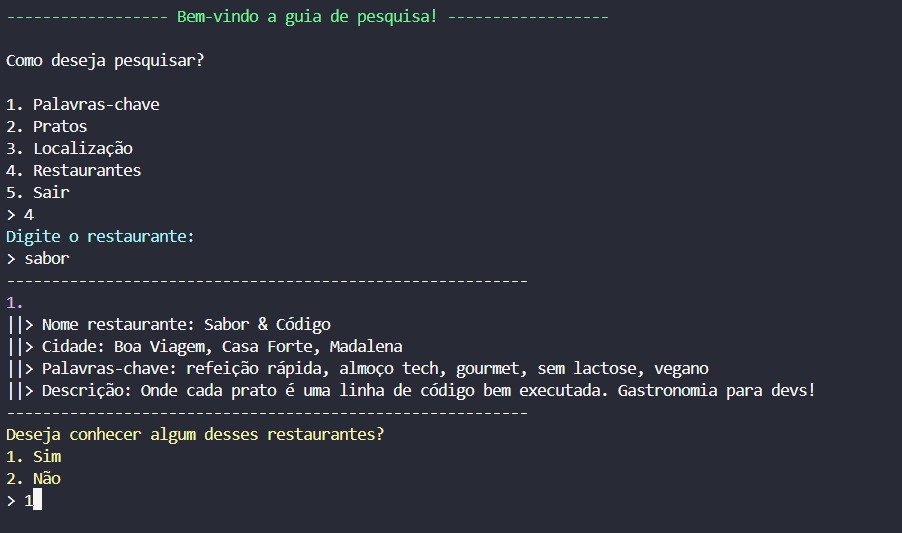 ------------------ Bem-vindo a guia de pesquisa! ------------------
Como deseja pesquisar?
1. Palavras-chave
2. Pratos
3. Localização
4. Restaurantes
5. Sair
> 4
Digite o restaurante:
> sabor
----------------------------------------------------------
1.
||> Nome restaurante: Sabor & Código
||> Cidade: Boa Viagem, Casa Forte, Madalena
||> Palavras-chave: refeição rápida, almoço tech, gourmet, sem lactose, vegano
||> Descrição: Onde cada prato é uma linha de código bem executada. Gastronomia para devs!
----------------------------------------------------------
Deseja conhecer algum desses restaurantes?
1. Sim
2. Não
> 1